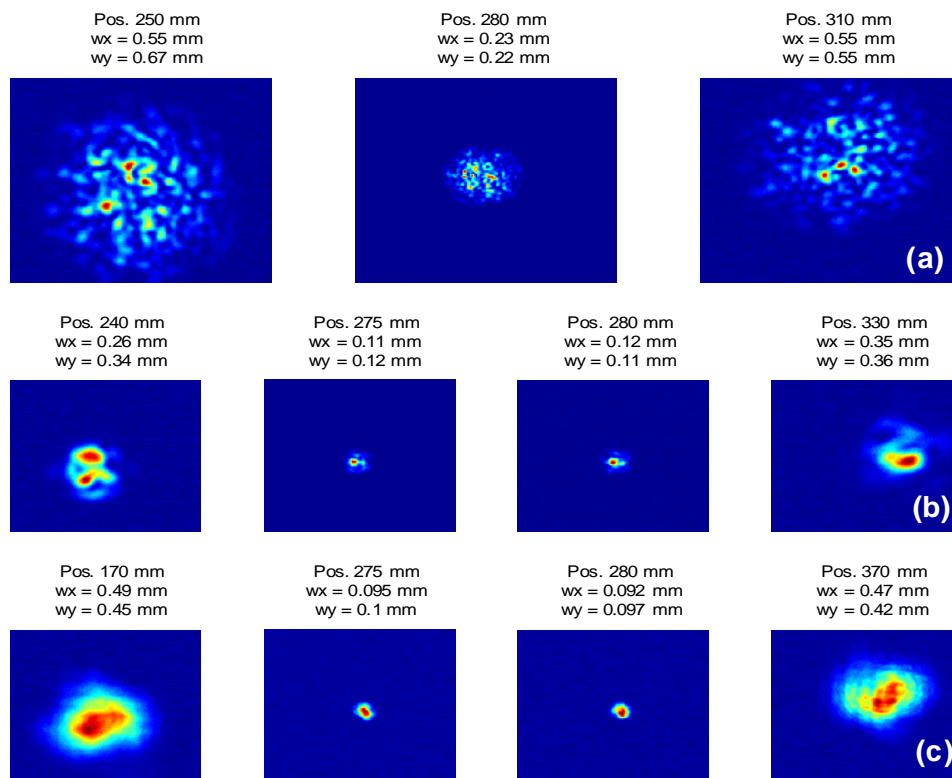 Pos. 250 mm
wx = 0.55 mm
wy = 0.67 mm
Pos. 280 mm
wx = 0.23 mm
wy = 0.22 mm
Pos. 310 mm
wx = 0.55 mm
wy = 0.55 mm
(a)
Pos. 240 mm
wx = 0.26 mm
wy = 0.34 mm
Pos. 275 mm
wx = 0.11 mm
wy = 0.12 mm
Pos. 280 mm
wx = 0.12 mm
wy = 0.11 mm
Pos. 330 mm
wx = 0.35 mm
wy = 0.36 mm
(b)
Pos. 170 mm
wx = 0.49 mm
wy = 0.45 mm
Pos. 275 mm
wx = 0.095 mm
wy = 0.1 mm
Pos. 280 mm
wx = 0.092 mm
wy = 0.097 mm
Pos. 370 mm
wx = 0.47 mm
wy = 0.42 mm
(c)